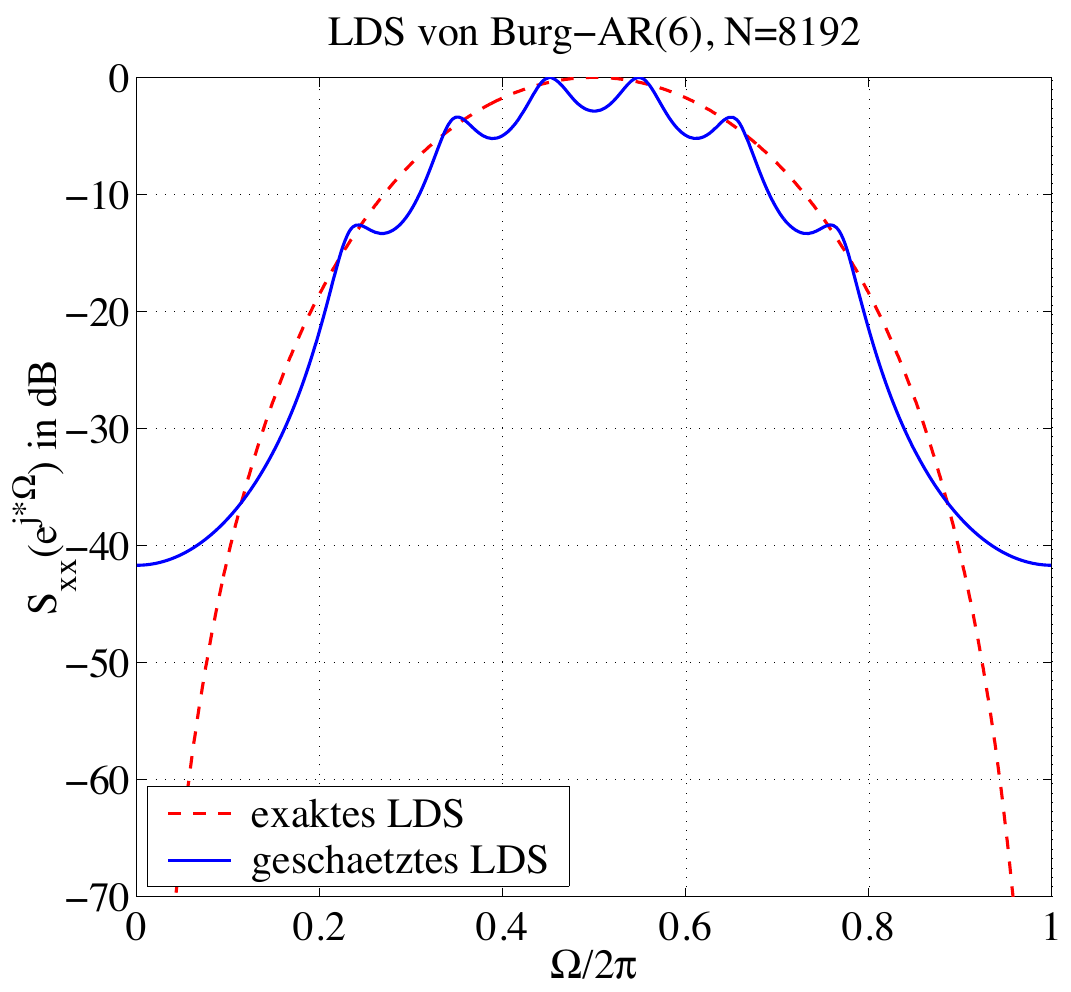 LDS von Burg−AR(6), N=8192
S_xx(e^j*Ω) in dB
0
−10
−20
−30
−40
−50
−60
−70
exaktes LDS
geschaetztes LDS
0 0.2 0.4 0.6 0.8 1
Ω/2π